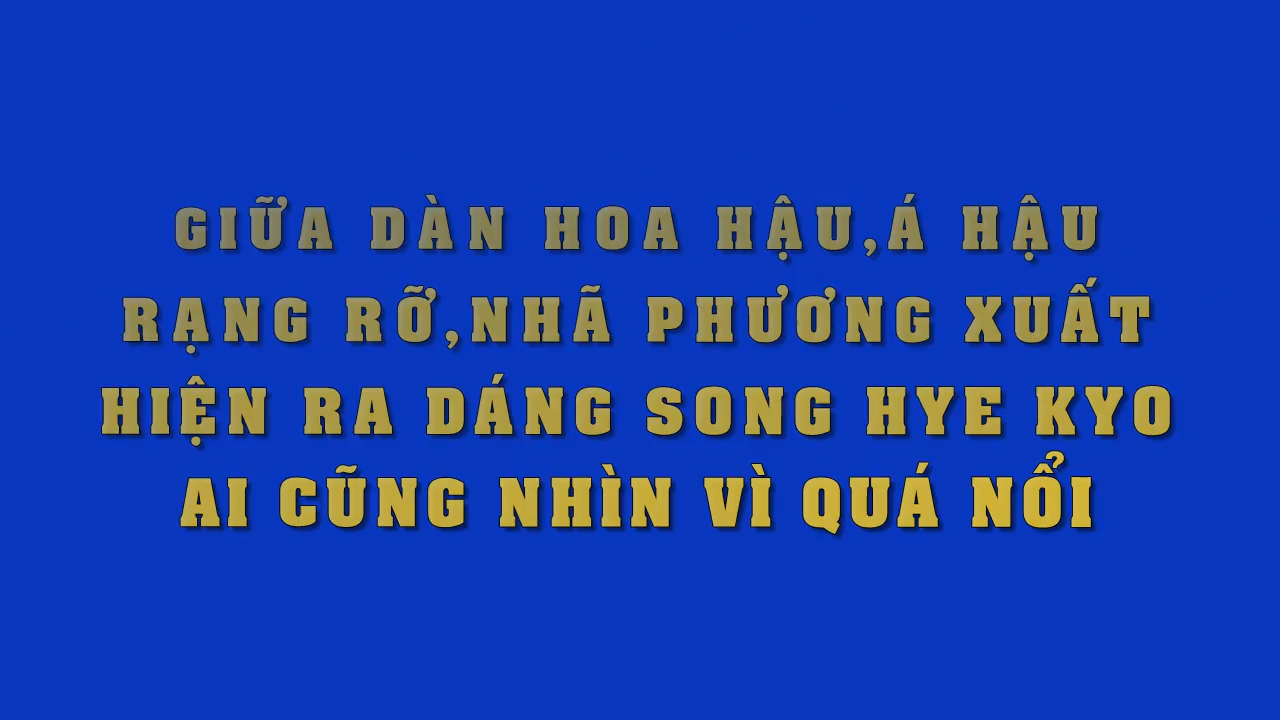 GIỮA DÀN HOA HẬU,Á HẬU
RẠNG RỠ,NHÃ PHƯƠNG XUẤT
HIỆN RA DÁNG SONG HYE KYO
AI CŨNG NHÌN VÌ QUÁ NỔI